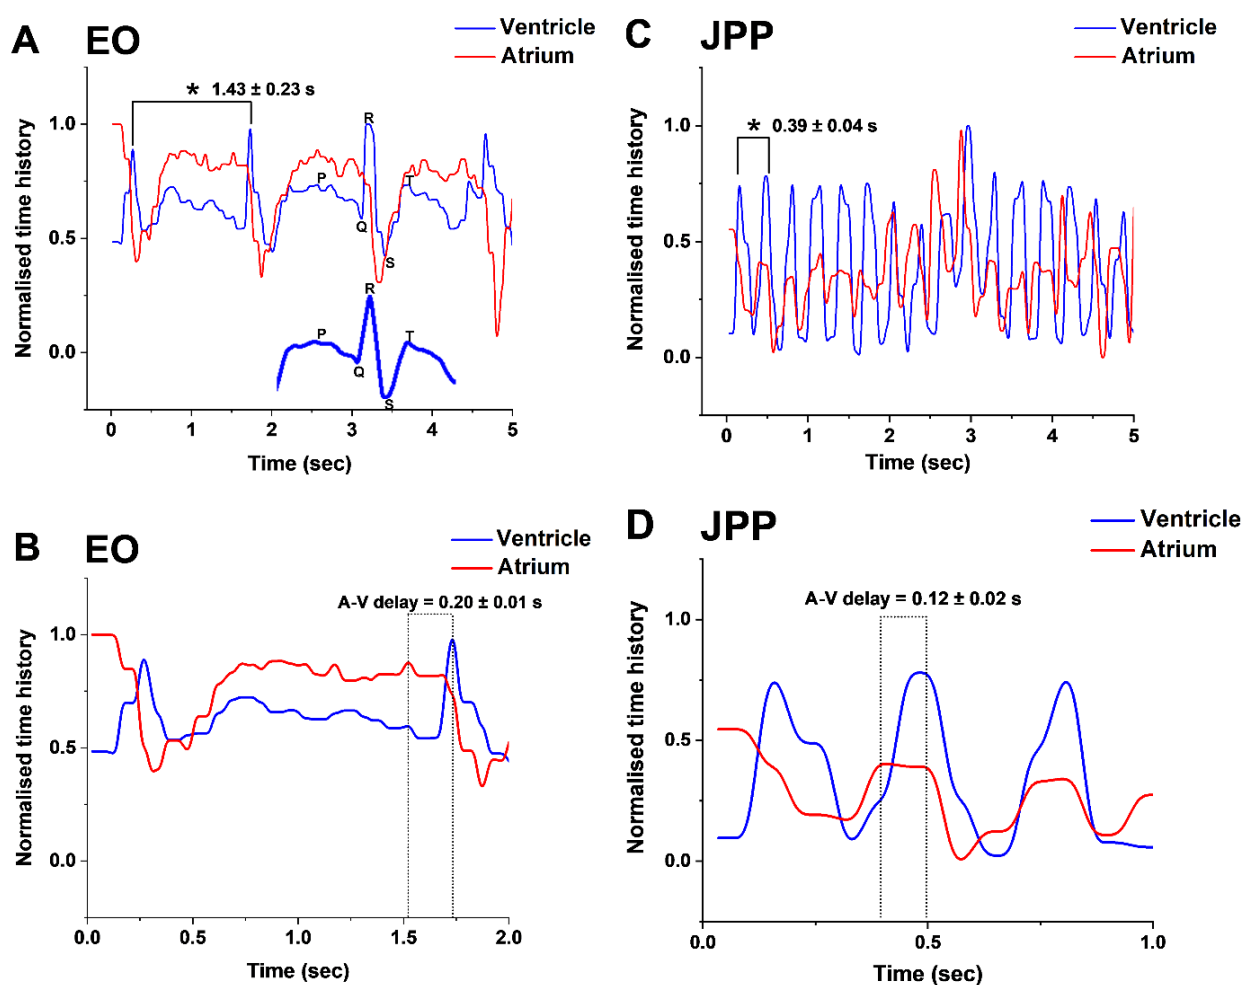 A EO
Ventricle
Atrium
* 1.43 ± 0.23 s
Normalised time history
1.0
0.5
0.0
R
P
T
Q
S
R
P
T
Q
S
0 1 2 3 4 5
Time (sec)
C JPP
Ventricle
Atrium
* 0.39 ± 0.04 s
Normalised time history
1.0
0.5
0.0
0 1 2 3 4 5
Time (sec)
B EO
Ventricle
Atrium
A-V delay = 0.20 ± 0.01 s
Normalised time history
1.0
0.5
0.0
0.0 0.5 1.0 1.5 2.0
Time (sec)
D JPP
Ventricle
Atrium
A-V delay = 0.12 ± 0.02 s
Normalised time history
1.0
0.5
0.0
0.0 0.5 1.0
Time (sec)